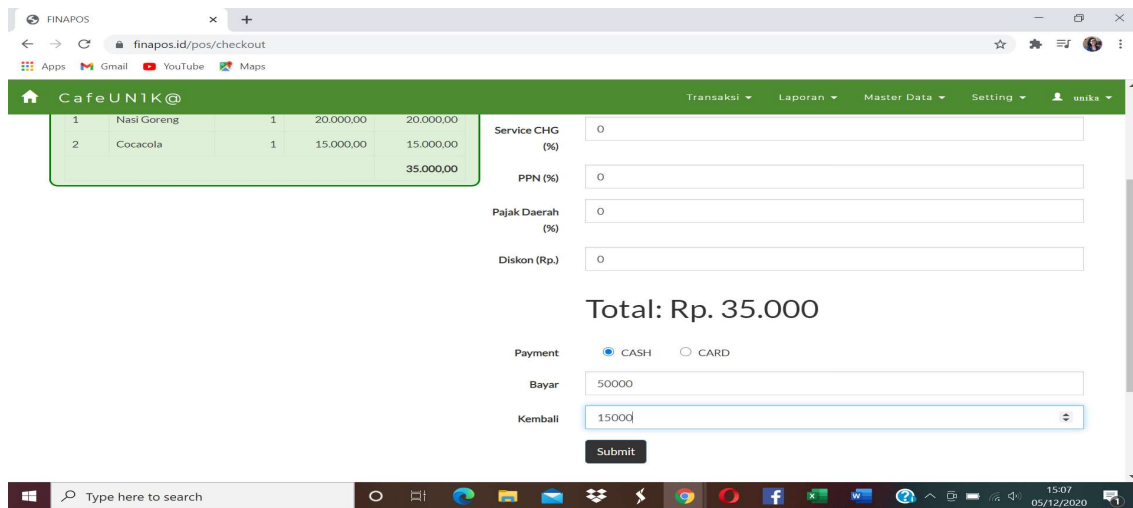 FINAPOS
finapos.id/pos/checkout
Apps Gmail YouTube Maps
CafeUN1K@ Transaksi Laporan Master Data Setting unika
1 Nasi Goreng 1 20.000,00 20.000,00
2 Cocacola 1 15.000,00 15.000,00
35.000,00
Service CHG (%) 0
PPN (%) 0
Pajak Daerah (%) 0
Diskon (Rp.) 0
Total: Rp. 35.000
Payment CASH CARD
Bayar 50000
Kembali 15000
Submit
Type here to search
15:07
05/12/2020